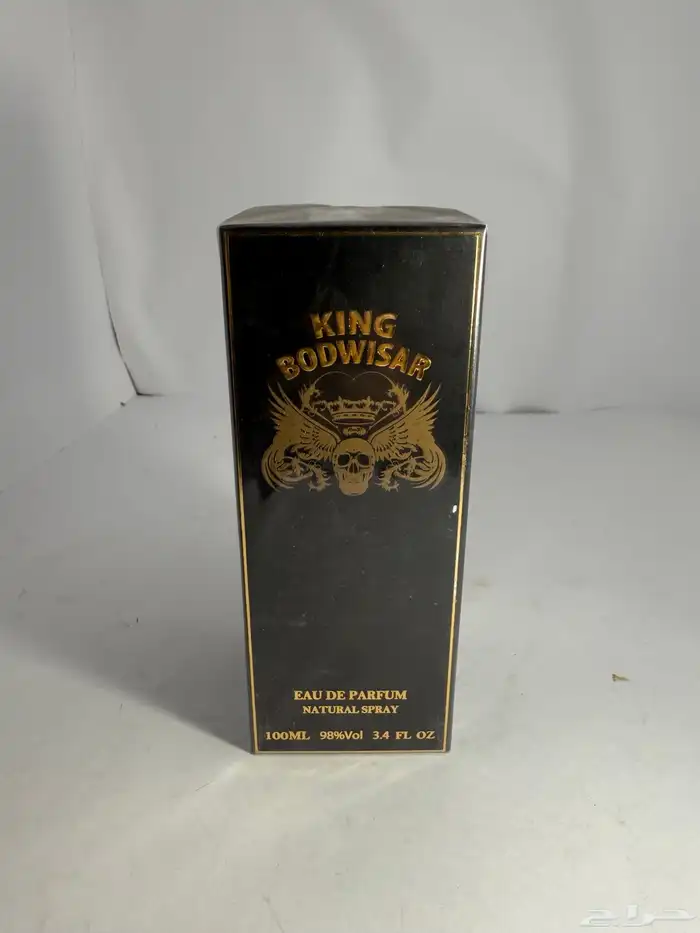 KING
BODWISAR
EAU DE PARFUM
NATURAL SPRAY
100ML 98%Vol 3.4 FL OZ
حراج